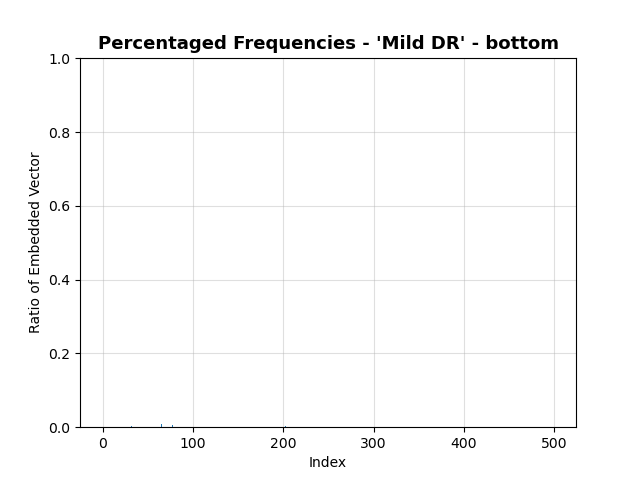 Percentaged Frequencies - 'Mild DR' - bottom
1.0
0.8
0.6
0.4
0.2
0.0
Ratio of Embedded Vector
0 100 200 300 400 500
Index